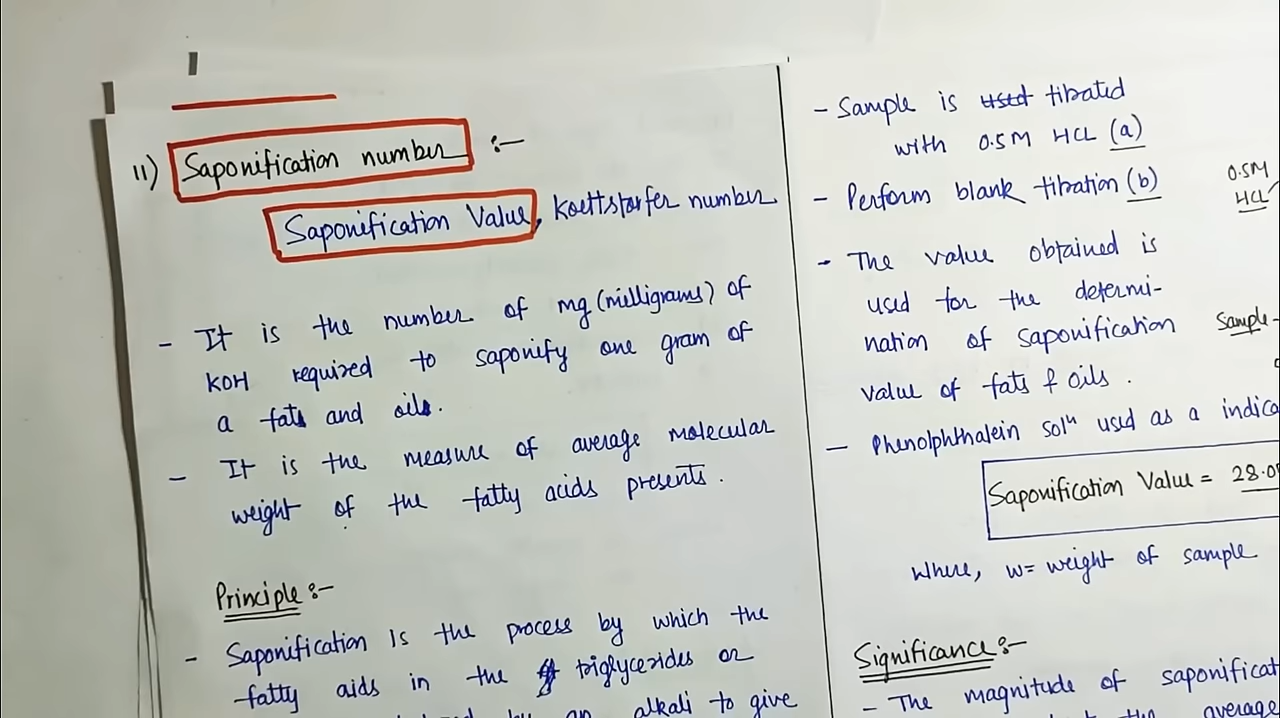 11) Saponification number :-
Saponification Value, Koettstorfer number
- It is the number of mg (milligrams) of
KOH required to saponify one gram of
a fats and oils.
- It is the measure of average molecular
weight of the fatty acids presents.
Principle :-
- Saponification is the process by which the
fatty aids in the triglycerides or
by an alkali to give
- Sample is used titrated
with 0.5M HCL (a)
- Perform blank titration (b)
- The value obtained is
used for the determi-
nation of saponification
value of fats & oils.
- Phenolphthalein solⁿ used as a indica
Saponification Value = 28.0
where, w= weight of sample
Significance :-
- The magnitude of saponificat
average
0.5M
HCL
Sample-